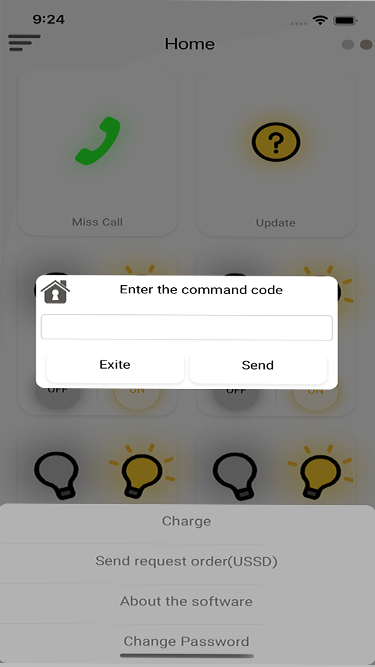 9:24
Home
Miss Call
Update
Enter the command code
Exite
Send
OFF
ON
OFF
ON
Charge
Send request order(USSD)
About the software
Change Password